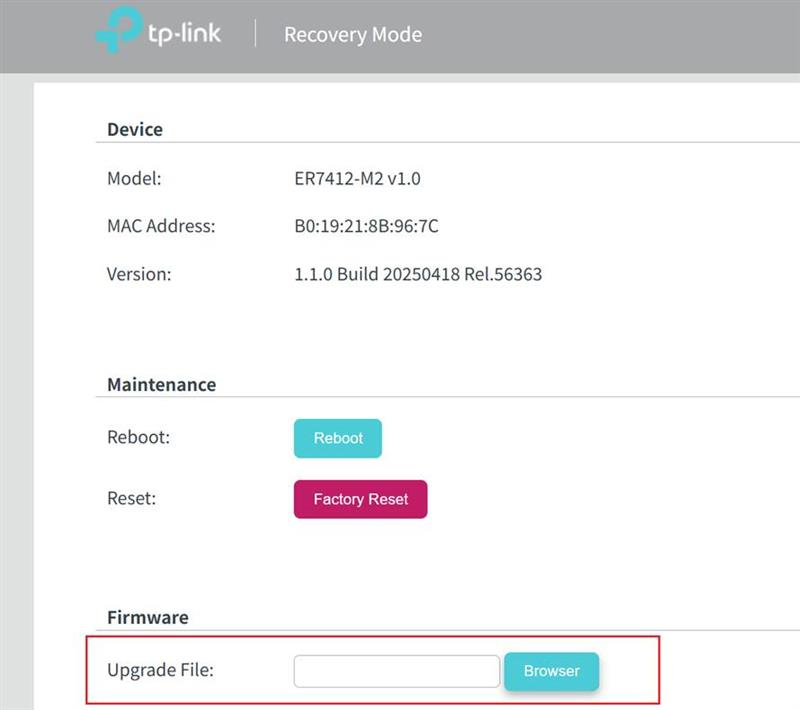 tp-link Recovery Mode
Device
Model: ER7412-M2 v1.0
MAC Address: B0:19:21:8B:96:7C
Version: 1.1.0 Build 20250418 Rel.56363
Maintenance
Reboot: Reboot
Reset: Factory Reset
Firmware
Upgrade File: Browser